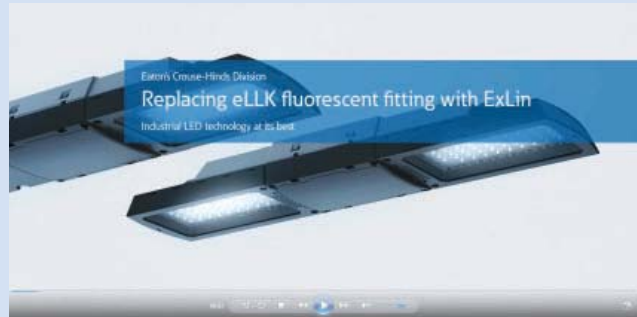 Eaton's Crouse-Hinds Division
Replacing eLLK fluorescent fitting with ExLin
Industrial LED technology at its best